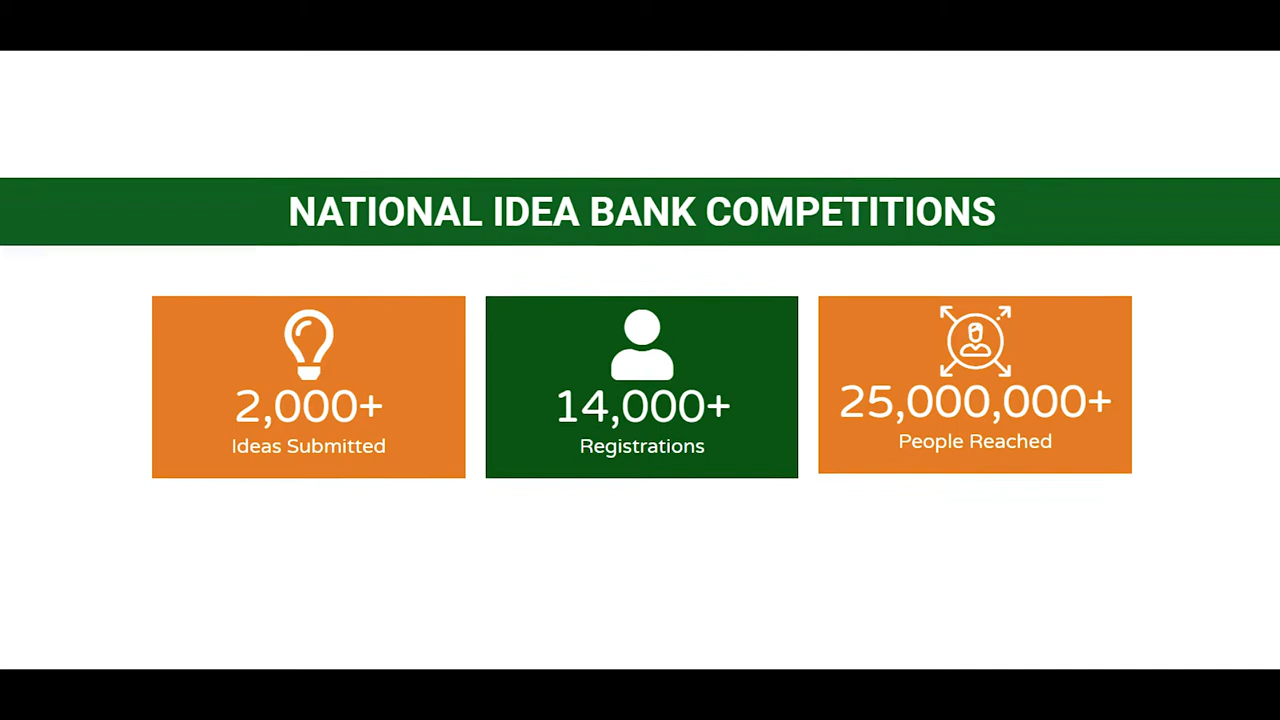 NATIONAL IDEA BANK COMPETITIONS
2,000+
Ideas Submitted
14,000+
Registrations
25,000,000+
People Reached